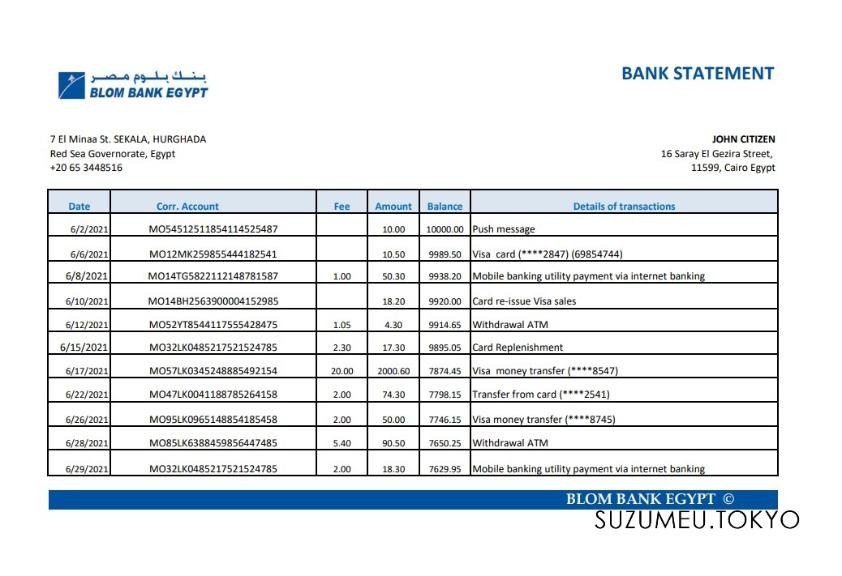 بنك بلوم مصر
BLOM BANK EGYPT
BANK STATEMENT
7 El Minaa St. SEKALA, HURGHADA
Red Sea Governorate, Egypt
+20 65 3448516
JOHN CITIZEN
16 Saray El Gezira Street,
11599, Cairo Egypt
Date Corr. Account Fee Amount Balance Details of transactions
6/2/2021 MO54512511854114525487 10.00 10000.00 Push message
6/6/2021 MO12MK259855444182541 10.50 9989.50 Visa card (****2847) (69854744)
6/8/2021 MO14TG5822112148781587 1.00 50.30 9938.20 Mobile banking utility payment via internet banking
6/10/2021 MO14BH2563900004152985 18.20 9920.00 Card re-issue Visa sales
6/12/2021 MO52YT8544117555428475 1.05 4.30 9914.65 Withdrawal ATM
6/15/2021 MO32LK0485217521524785 2.30 17.30 9895.05 Card Replenishment
6/17/2021 MO57LK0345248885492154 20.00 2000.60 7874.45 Visa money transfer (****8547)
6/22/2021 MO47LK0041188785264158 2.00 74.30 7798.15 Transfer from card (****2541)
6/26/2021 MO95LK0965148854185458 2.00 50.00 7746.15 Visa money transfer (****8745)
6/28/2021 MO85LK6388459856447485 5.40 90.50 7650.25 Withdrawal ATM
6/29/2021 MO32LK0485217521524785 2.00 18.30 7629.95 Mobile banking utility payment via internet banking
BLOM BANK EGYPT ©
SUZUMEU.TOKYO